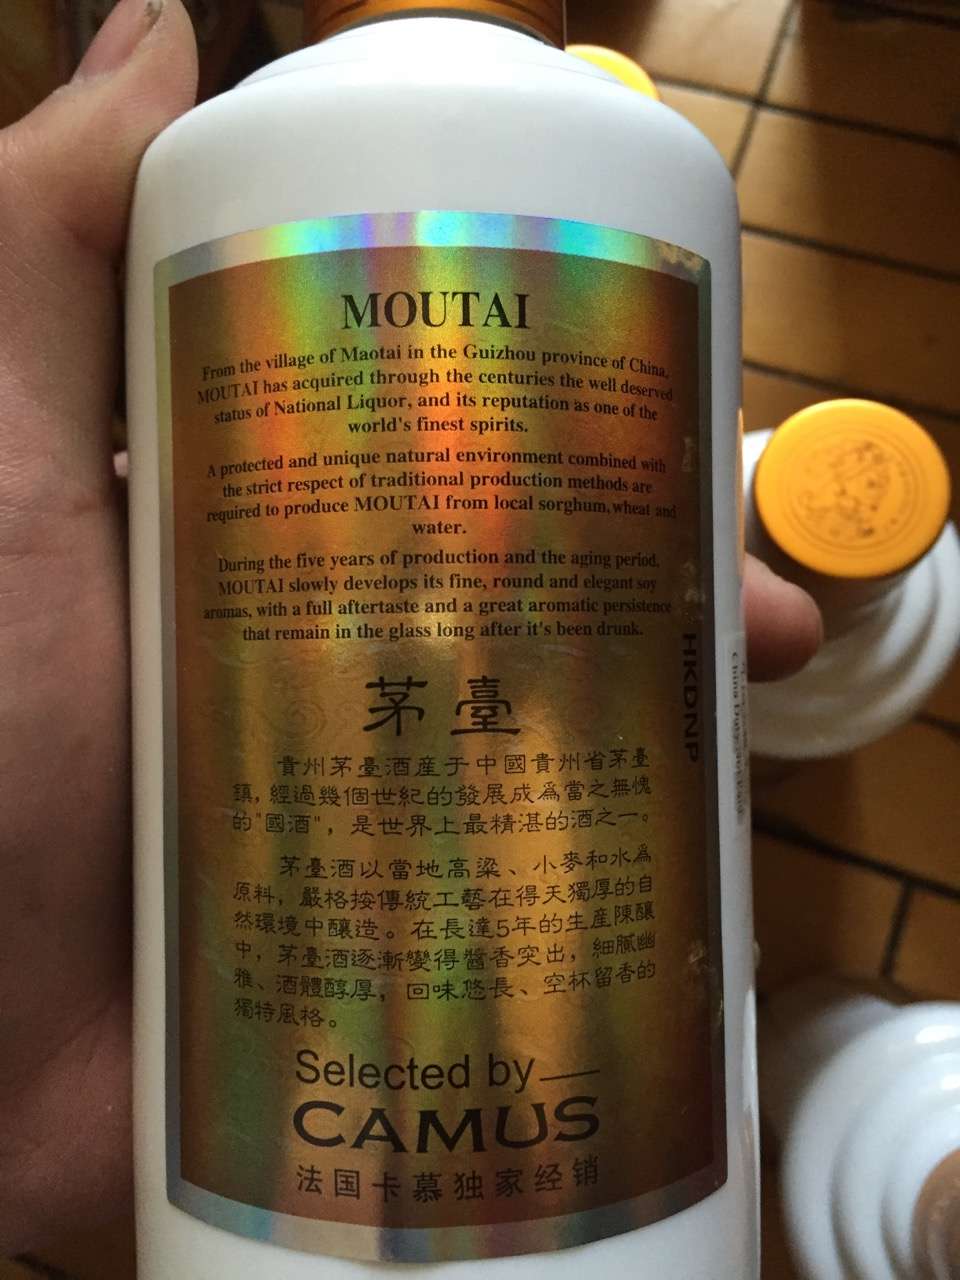 MOUTAI
From the village of Maotai in the Guizhou province of China,
MOUTAI has acquired through the centuries the well deserved
status of National Liquor, and its reputation as one of the
world's finest spirits.
A protected and unique natural environment combined with
the strict respect of traditional production methods are
required to produce MOUTAI from local sorghum, wheat and
water.
During the five years of production and the aging period,
MOUTAI slowly develops its fine, round and elegant soy
aromas, with a full aftertaste and a great aromatic persistence
that remain in the glass long after it's been drunk.
茅臺
貴州茅臺酒産于中國貴州省茅臺
鎮，經過幾個世紀的發展成爲當之無愧
的"國酒"，是世界上最精湛的酒之一。
茅臺酒以當地高粱、小麥和水爲
原料，嚴格按傳統工藝在得天獨厚的自
然環境中釀造。在長達5年的生産陳釀
中，茅臺酒逐漸變得醬香突出，細膩幽
雅、酒體醇厚，回味悠長、空杯留香的
獨特風格。
Selected by
CAMUS
法国卡慕独家经销
HKDNP
China Duty